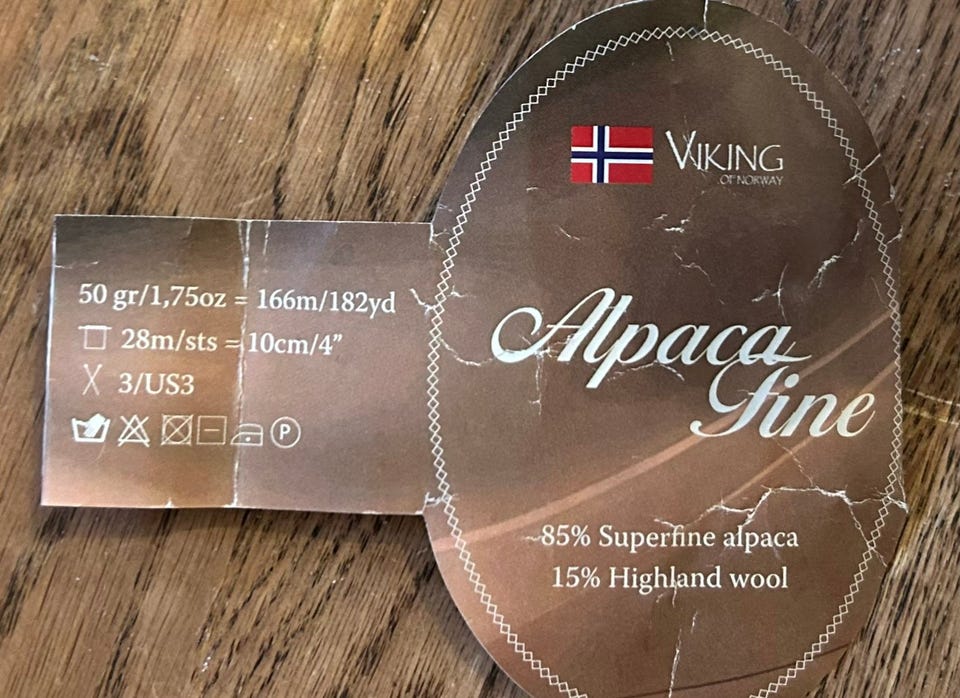 VIKING
OF NORWAY
Alpaca
Fine
85% Superfine alpaca
15% Highland wool
50 gr/1,75oz = 166m/182yd
28m/sts = 10cm/4”
3/US3
P